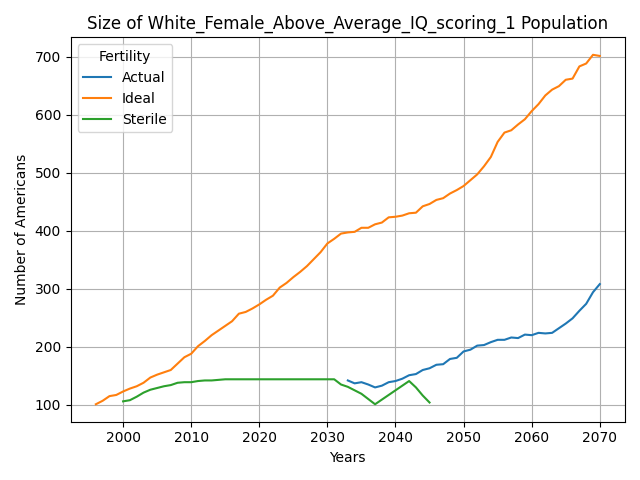 Size of White_Female_Above_Average_IQ_scoring_1 Population
Fertility
Actual
Ideal
Sterile
Number of Americans
700
600
500
400
300
200
100
2000 2010 2020 2030 2040 2050 2060 2070
Years